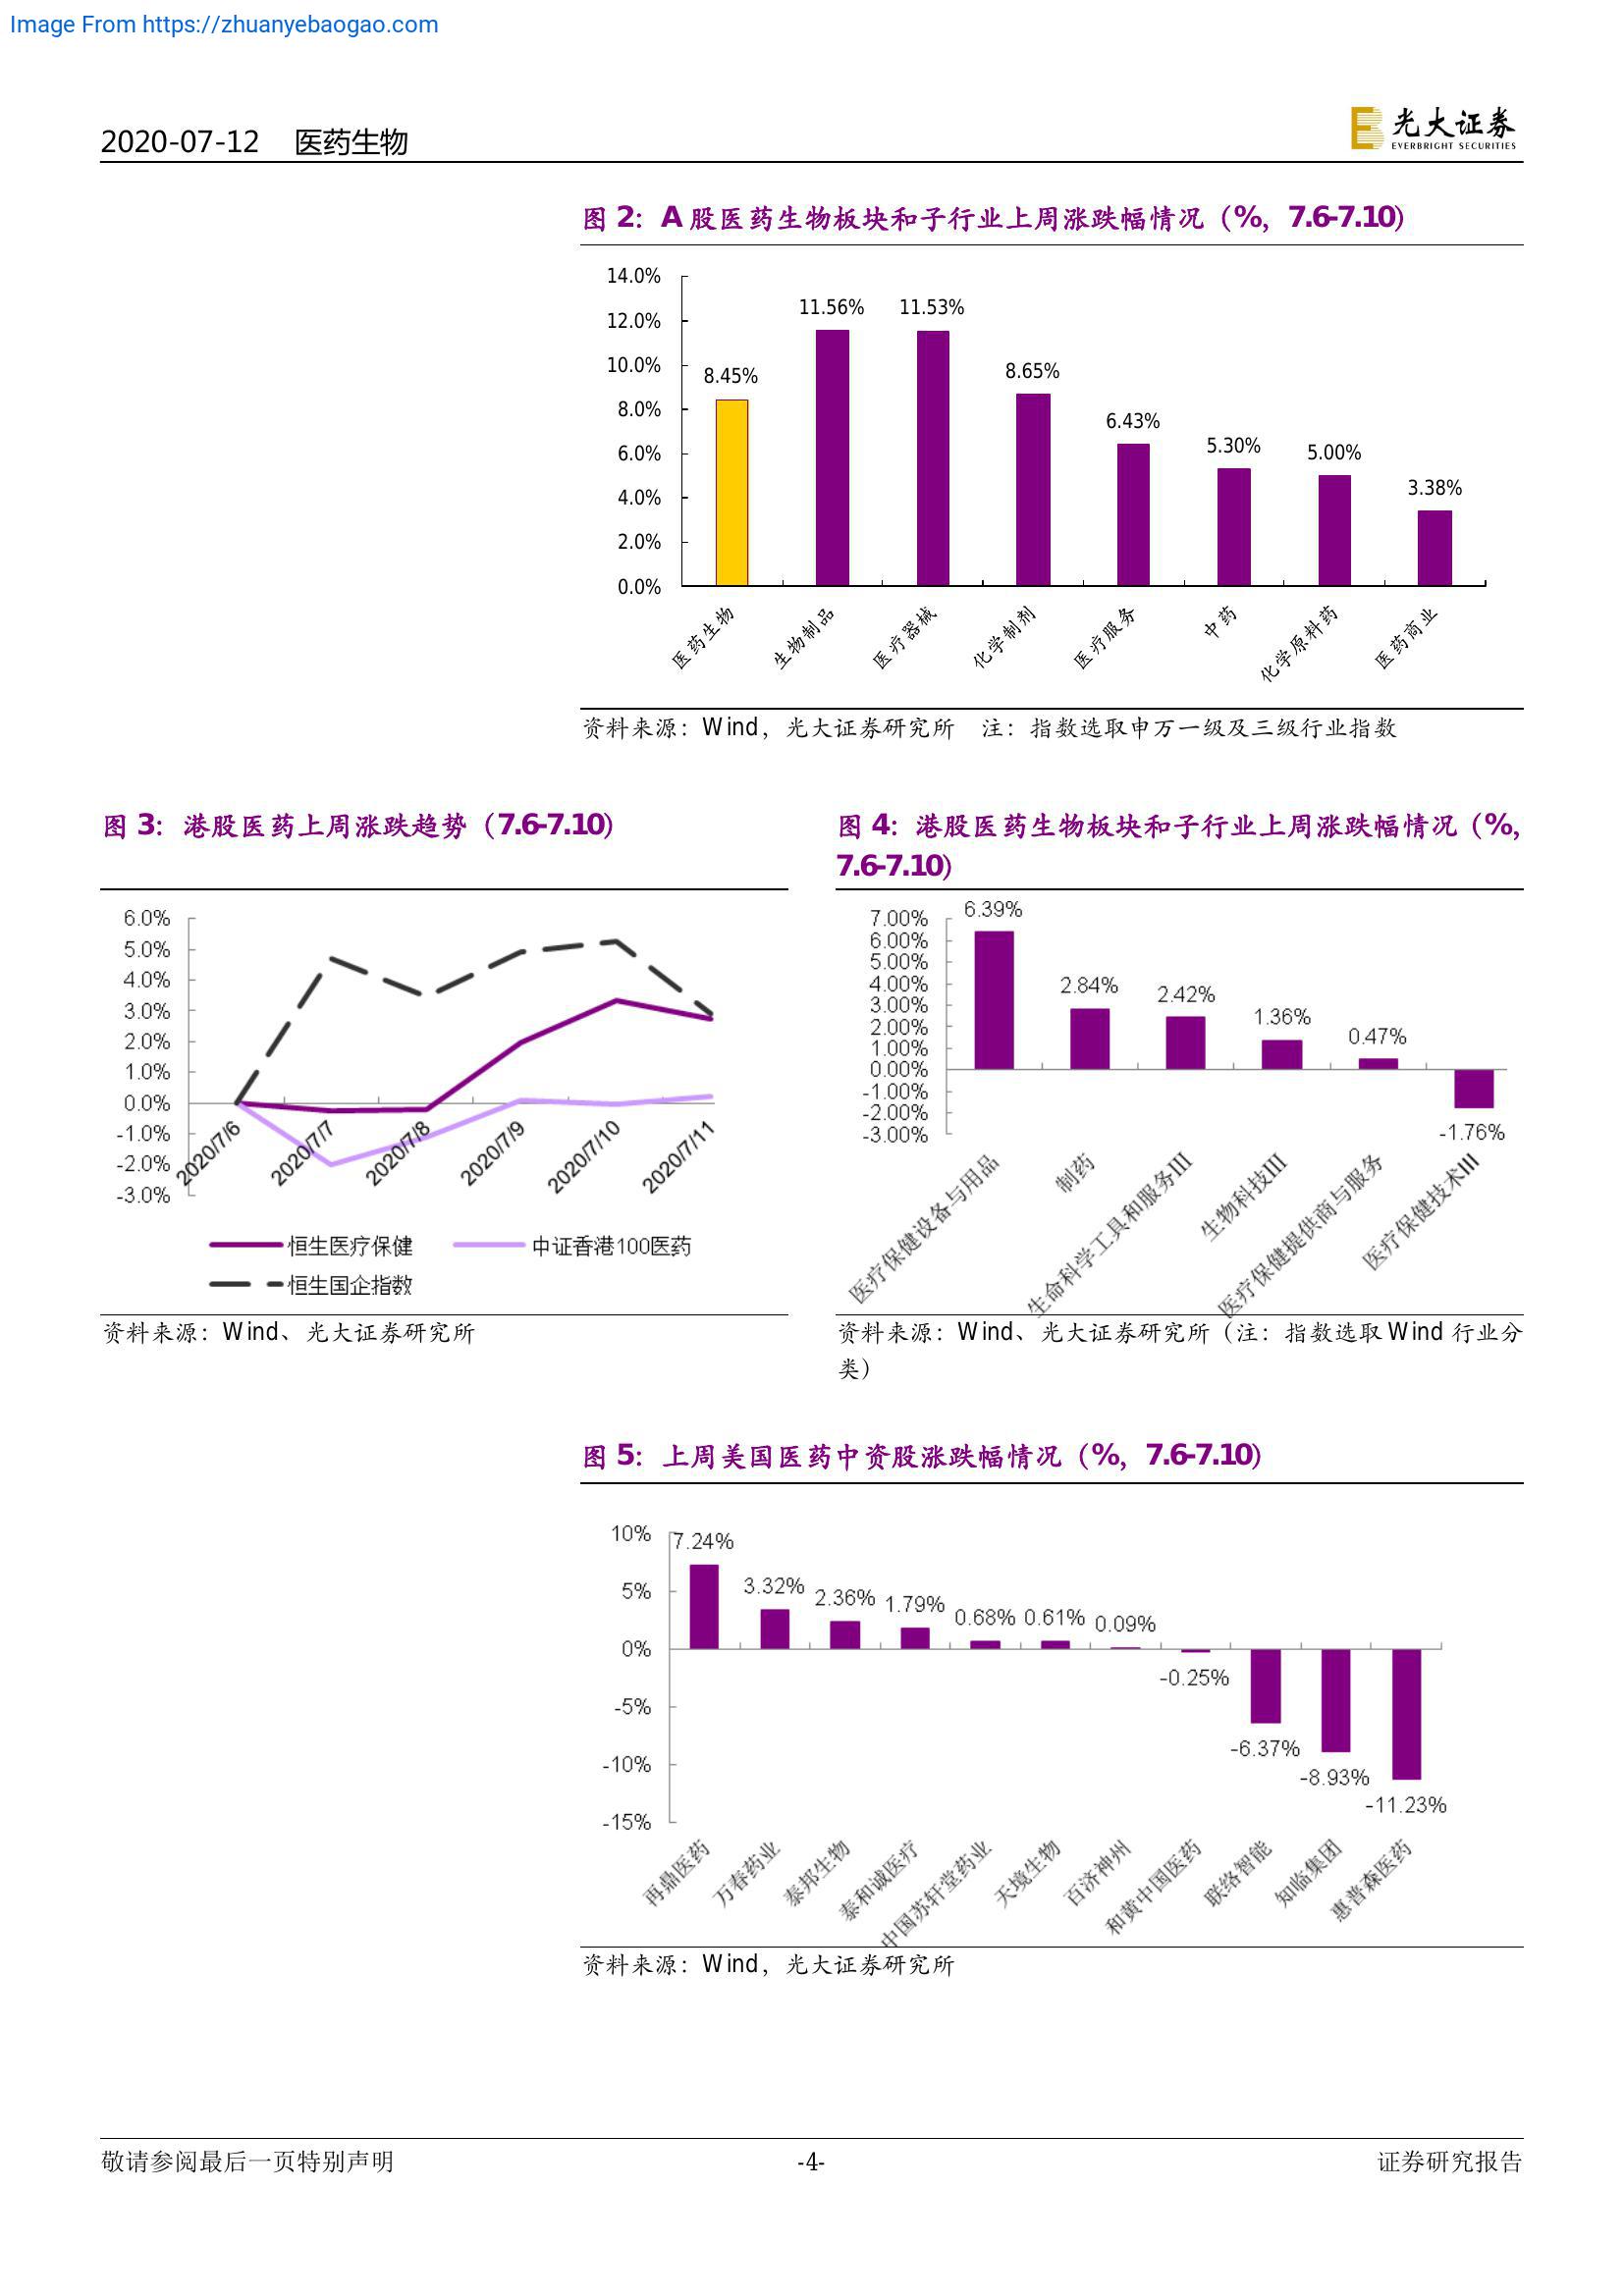 Image From https://zhuanyebaogao.com
2020-07-12 医药生物
光大证券
EVERBRIGHT SECURITIES
图 2：A 股医药生物板块和子行业上周涨跌幅情况（%，7.6-7.10）
14.0%
12.0%
10.0%
8.0%
6.0%
4.0%
2.0%
0.0%
8.45%
11.56%
11.53%
8.65%
6.43%
5.30%
5.00%
3.38%
医药生物
生物制品
医疗器械
化学制剂
医疗服务
中药
化学原料药
医药商业
资料来源：Wind，光大证券研究所 注：指数选取申万一级及三级行业指数
图 3：港股医药上周涨跌趋势（7.6-7.10）
6.0%
5.0%
4.0%
3.0%
2.0%
1.0%
0.0%
-1.0%
-2.0%
-3.0%
2020/7/6
2020/7/7
2020/7/8
2020/7/9
2020/7/10
2020/7/11
恒生医疗保健
中证香港100医药
恒生国企指数
资料来源：Wind、光大证券研究所
图 4：港股医药生物板块和子行业上周涨跌幅情况（%，
7.6-7.10）
7.00%
6.00%
5.00%
4.00%
3.00%
2.00%
1.00%
0.00%
-1.00%
-2.00%
-3.00%
6.39%
2.84%
2.42%
1.36%
0.47%
-1.76%
医疗保健设备与用品
制药
生命科学工具和服务III
生物科技III
医疗保健提供商与服务
医疗保健技术III
资料来源：Wind、光大证券研究所（注：指数选取 Wind 行业分
类）
图 5：上周美国医药中资股涨跌幅情况（%，7.6-7.10）
10%
5%
0%
-5%
-10%
-15%
7.24%
3.32%
2.36%
1.79%
0.68%
0.61%
0.09%
-0.25%
-6.37%
-8.93%
-11.23%
再鼎医药
万春药业
泰邦生物
泰和诚医疗
中国苏轩堂药业
天境生物
百济神州
和黄中国医药
联络智能
知临集团
惠普森医药
资料来源：Wind，光大证券研究所
敬请参阅最后一页特别声明
-4-
证券研究报告